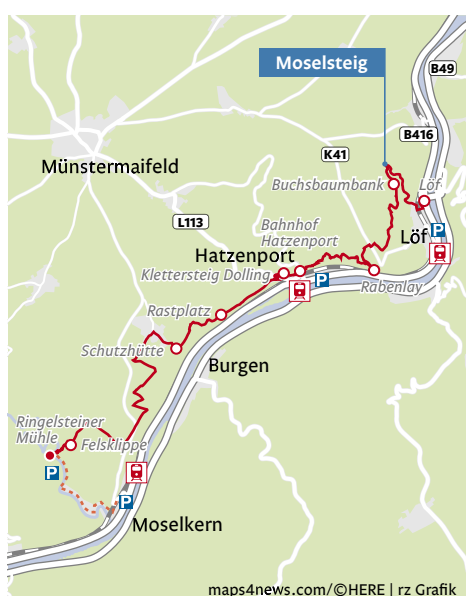 Moselsteig
B49
B416
K41
Münstermaifeld
Buchsbaumbank
Löf
L113
Bahnhof
Hatzenport
Löf
P
Hatzenport
Klettersteig Dolling
P
Rabenlay
Rastplatz
Schutzhütte
Burgen
Ringelsteiner
Mühle
Felsklippe
P
P
Moselkern
maps4news.com/©HERE | rz Grafik